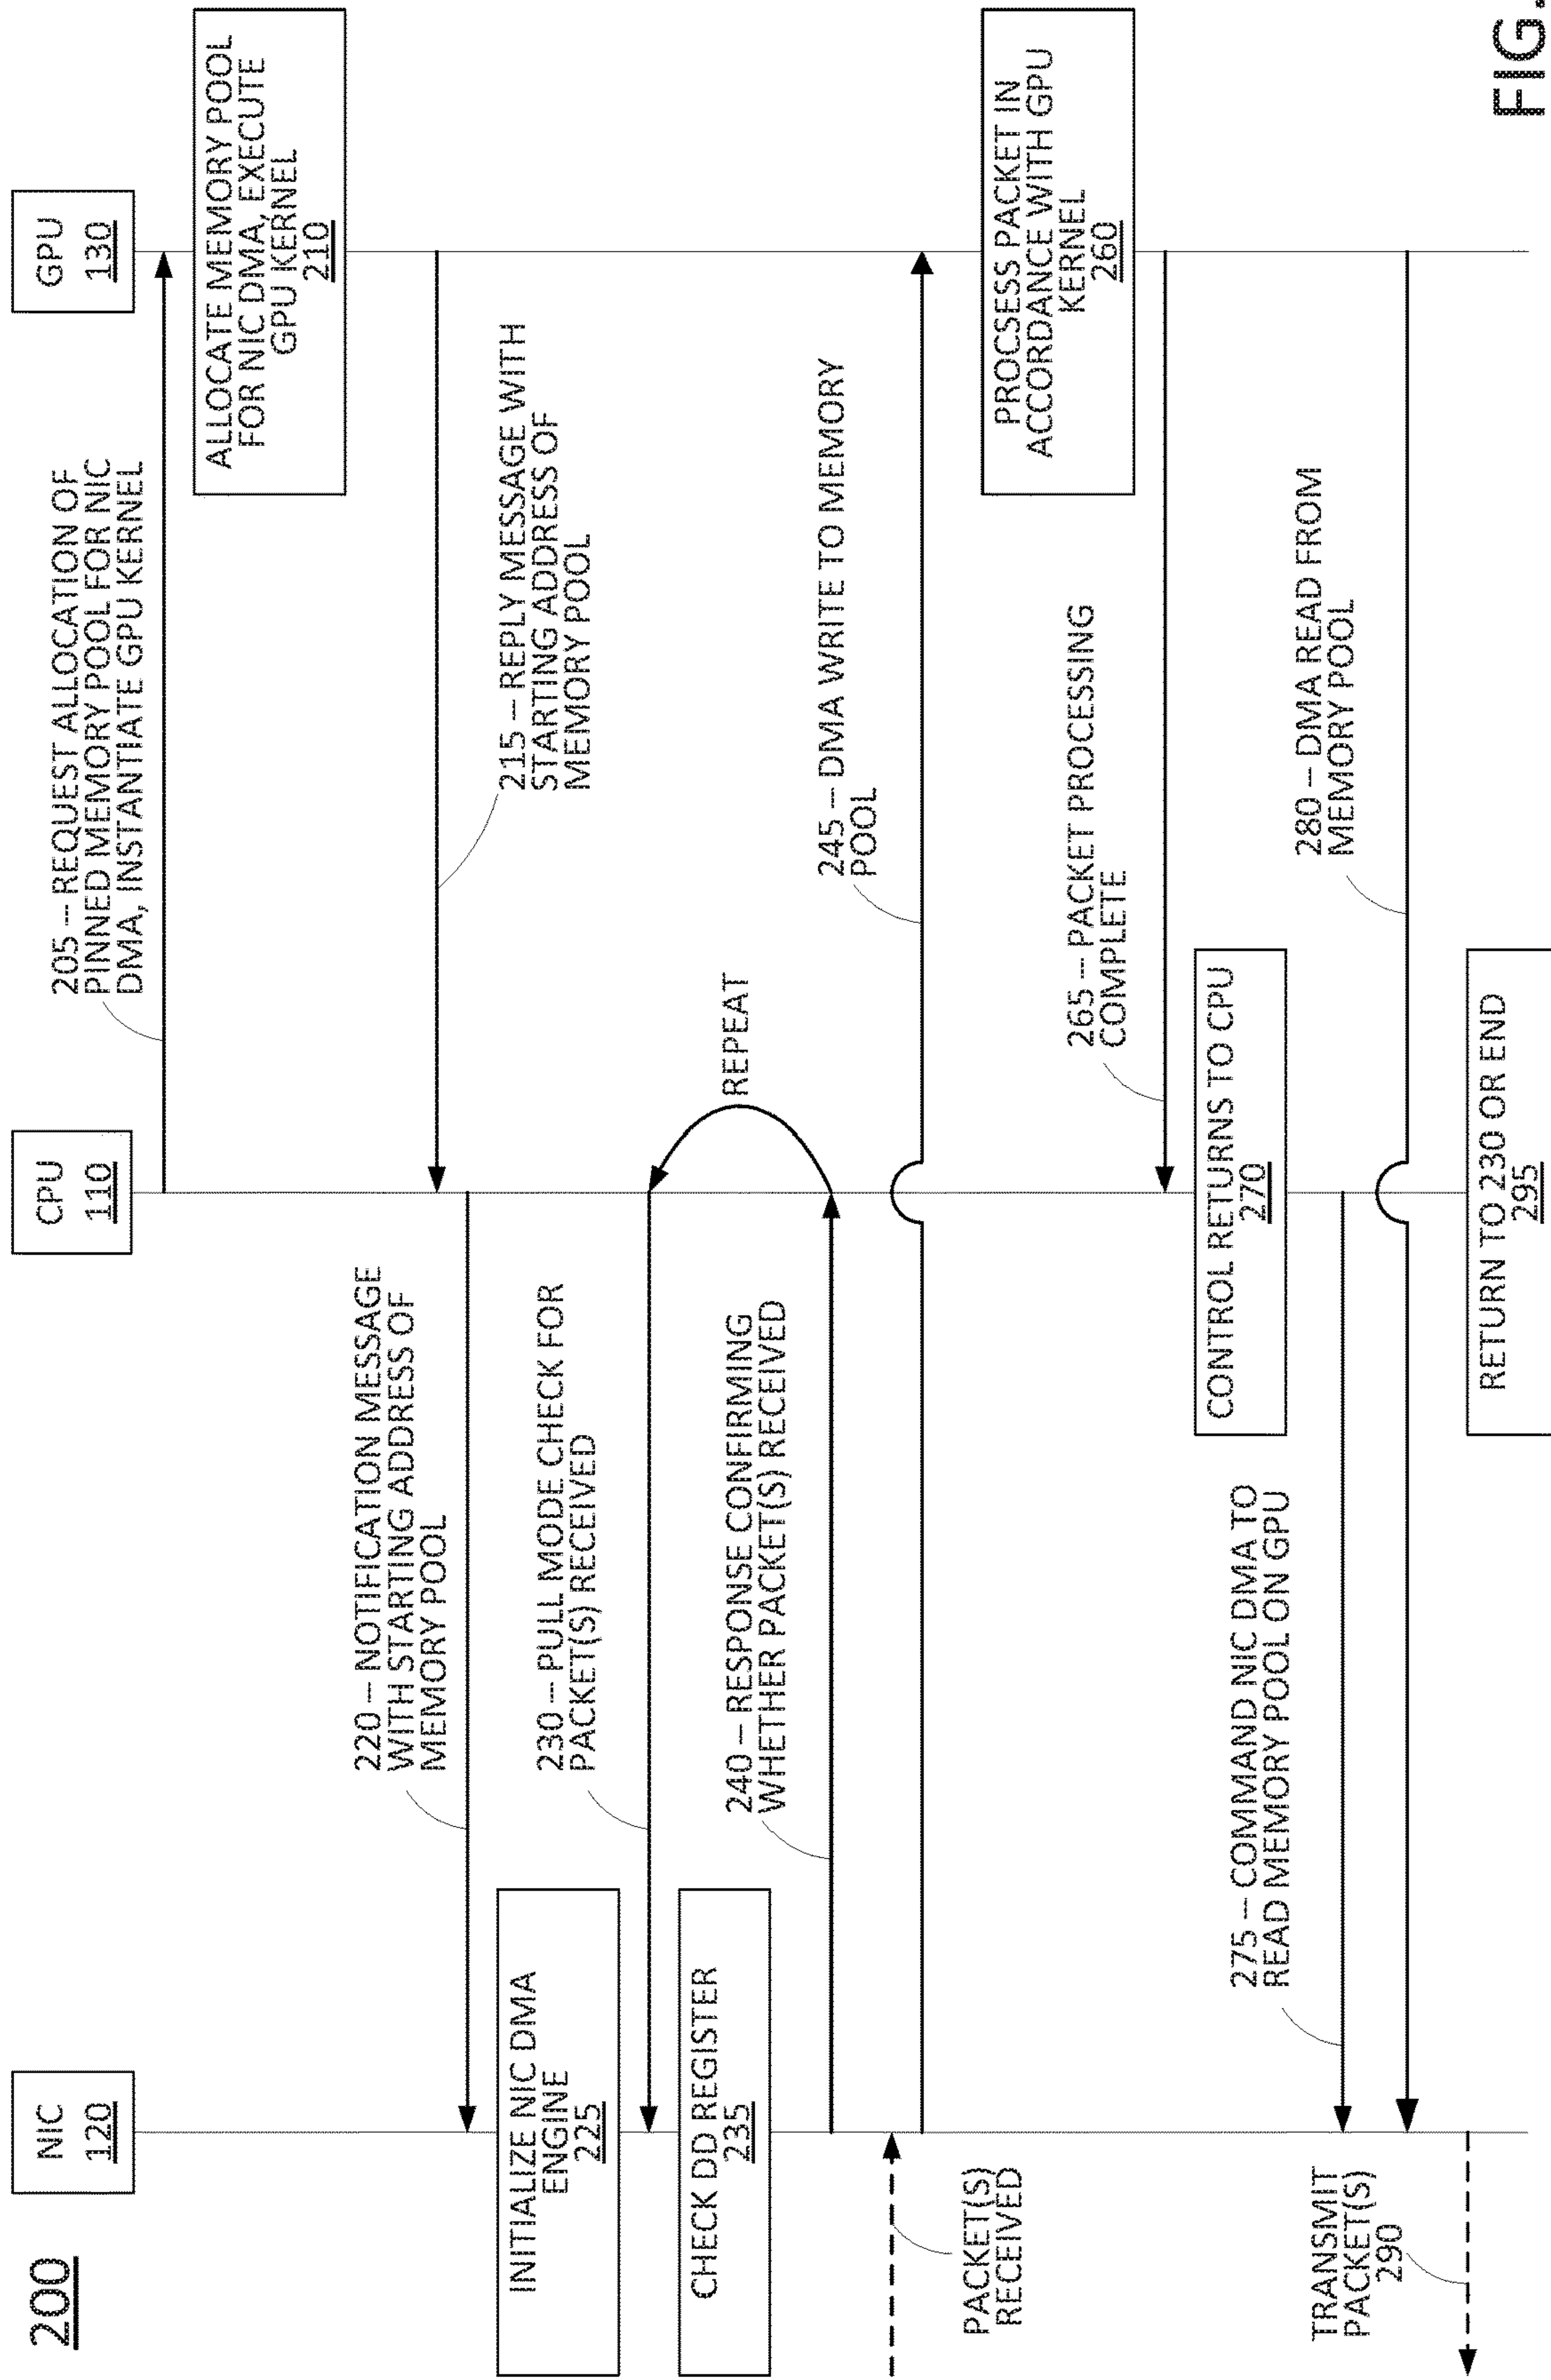 200
NIC
120
CPU
110
GPU
130
205 – REQUEST ALLOCATION OF
PINNED MEMORY POOL FOR NIC
DMA, INSTANTIATE GPU KERNEL
ALLOCATE MEMORY POOL
FOR NIC DMA, EXECUTE
GPU KERNEL
210
215 – REPLY MESSAGE WITH
STARTING ADDRESS OF
MEMORY POOL
220 – NOTIFICATION MESSAGE
WITH STARTING ADDRESS OF
MEMORY POOL
INITIALIZE NIC DMA
ENGINE
225
230 – PULL MODE CHECK FOR
PACKET(S) RECEIVED
CHECK DD REGISTER
235
240 – RESPONSE CONFIRMING
WHETHER PACKET(S) RECEIVED
REPEAT
PACKET(S)
RECEIVED
245 – DMA WRITE TO MEMORY
POOL
PROCSESS PACKET IN
ACCORDANCE WITH GPU
KERNEL
260
265 – PACKET PROCESSING
COMPLETE
CONTROL RETURNS TO CPU
270
275 – COMMAND NIC DMA TO
READ MEMORY POOL ON GPU
280 – DMA READ FROM
MEMORY POOL
TRANSMIT
PACKET(S)
290
RETURN TO 230 OR END
295
FIG.